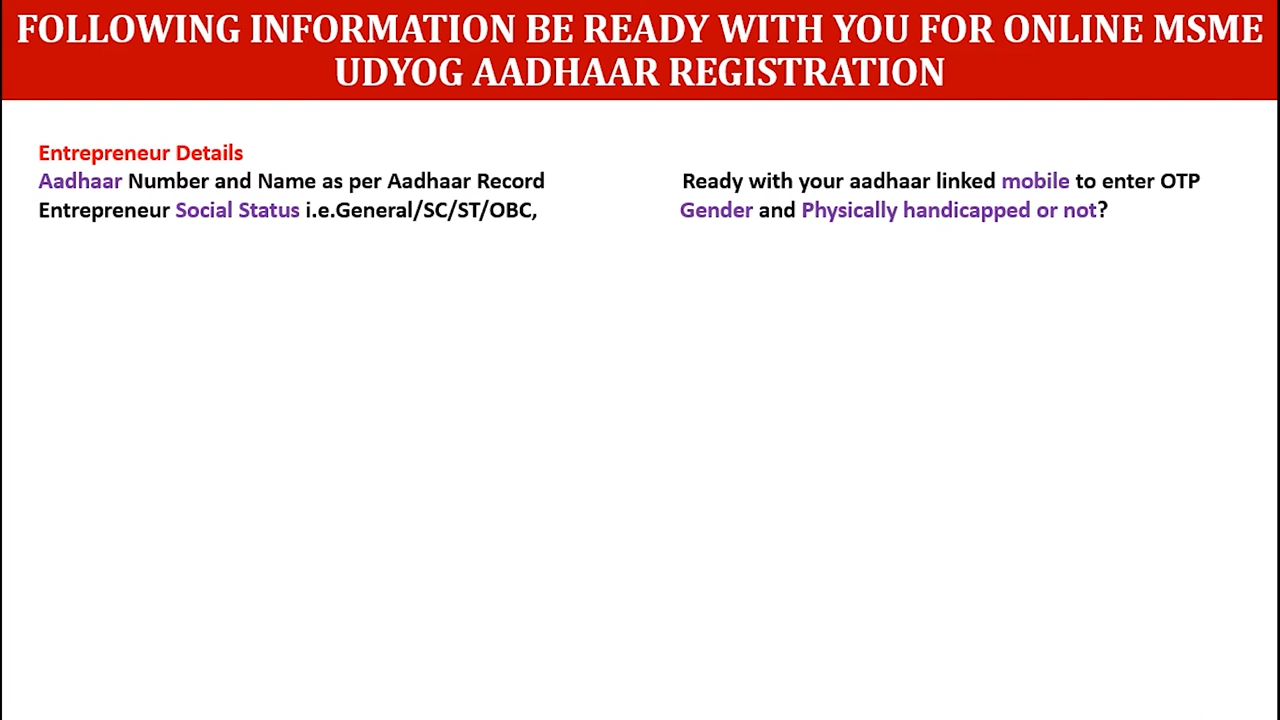 FOLLOWING INFORMATION BE READY WITH YOU FOR ONLINE MSME
UDYOG AADHAAR REGISTRATION
Entrepreneur Details
Aadhaar Number and Name as per Aadhaar Record Ready with your aadhaar linked mobile to enter OTP
Entrepreneur Social Status i.e.General/SC/ST/OBC, Gender and Physically handicapped or not?